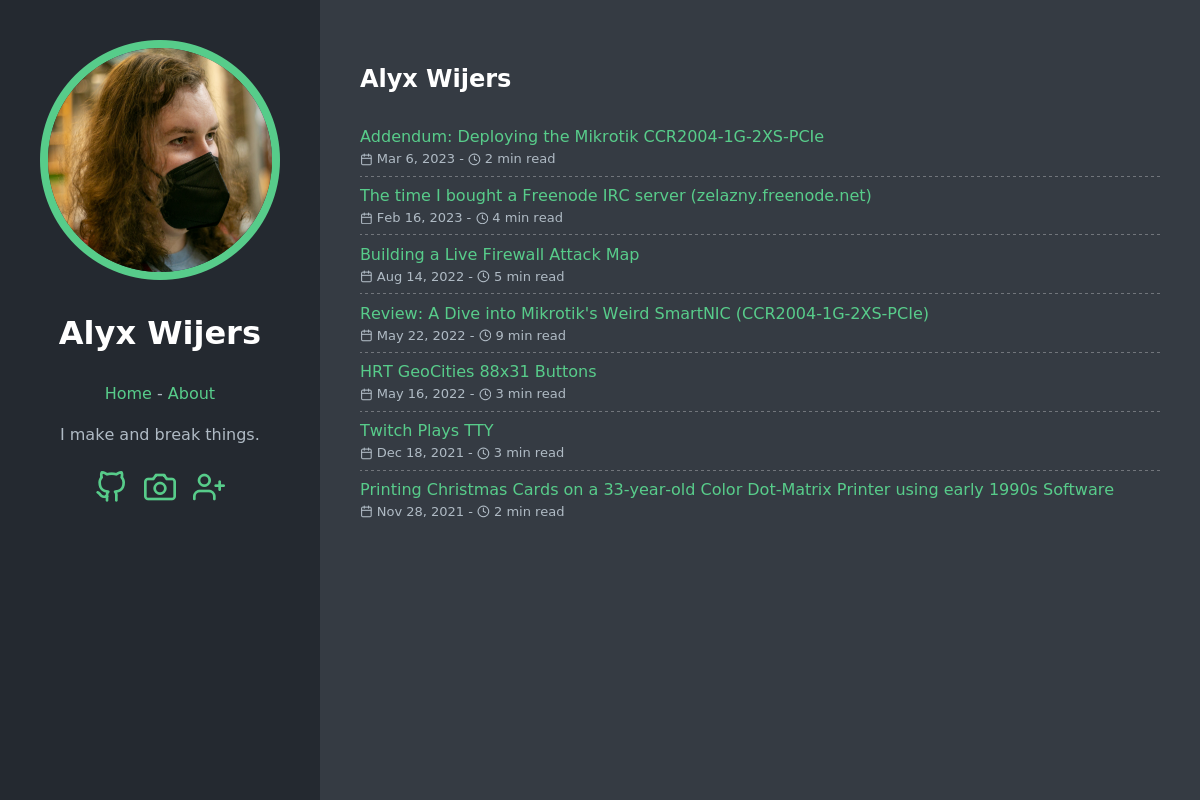 Alyx Wijers
Home - About
I make and break things.
Alyx Wijers
Addendum: Deploying the Mikrotik CCR2004-1G-2XS-PCIe
Mar 6, 2023 - 2 min read
The time I bought a Freenode IRC server (zelazny.freenode.net)
Feb 16, 2023 - 4 min read
Building a Live Firewall Attack Map
Aug 14, 2022 - 5 min read
Review: A Dive into Mikrotik's Weird SmartNIC (CCR2004-1G-2XS-PCIe)
May 22, 2022 - 9 min read
HRT GeoCities 88x31 Buttons
May 16, 2022 - 3 min read
Twitch Plays TTY
Dec 18, 2021 - 3 min read
Printing Christmas Cards on a 33-year-old Color Dot-Matrix Printer using early 1990s Software
Nov 28, 2021 - 2 min read